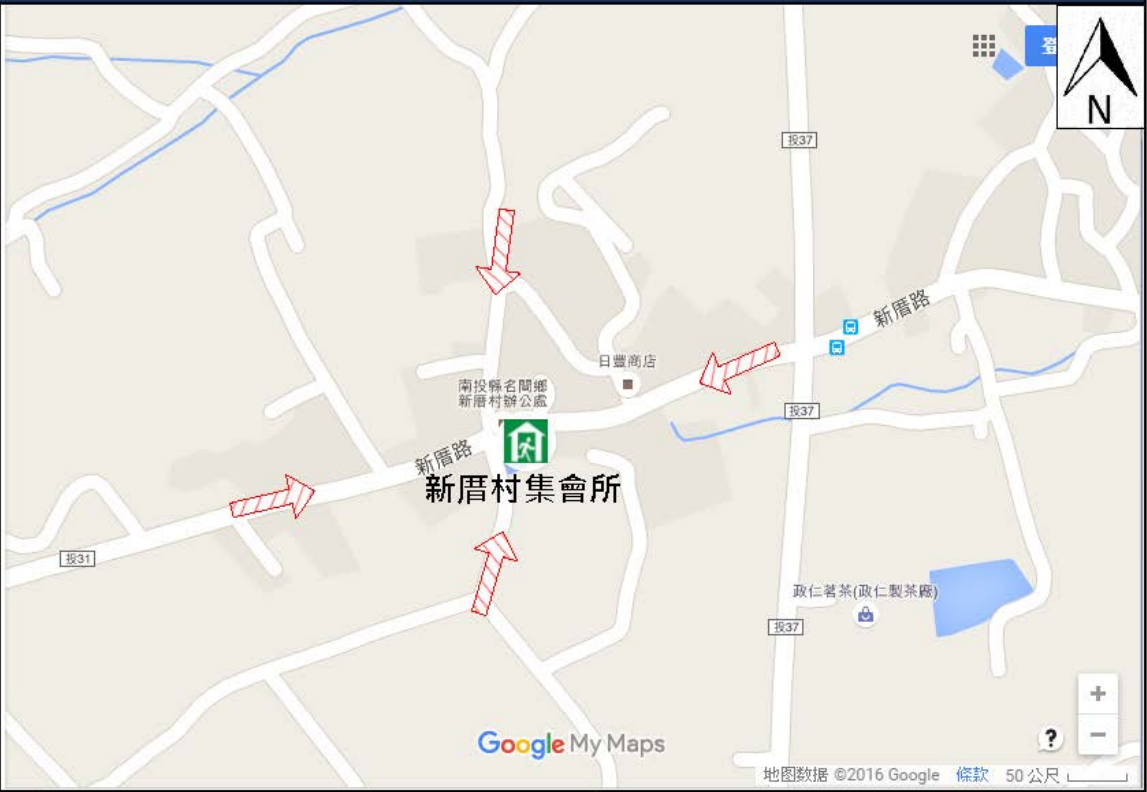 登
N
投37
新厝路
日豐商店
南投縣名間鄉
新厝村辦公處
投37
新厝路
新厝村集會所
投31
政仁茗茶(政仁製茶廠)
投37
+
Google My Maps
?
−
地图数据 ©2016 Google 條款 50 公尺